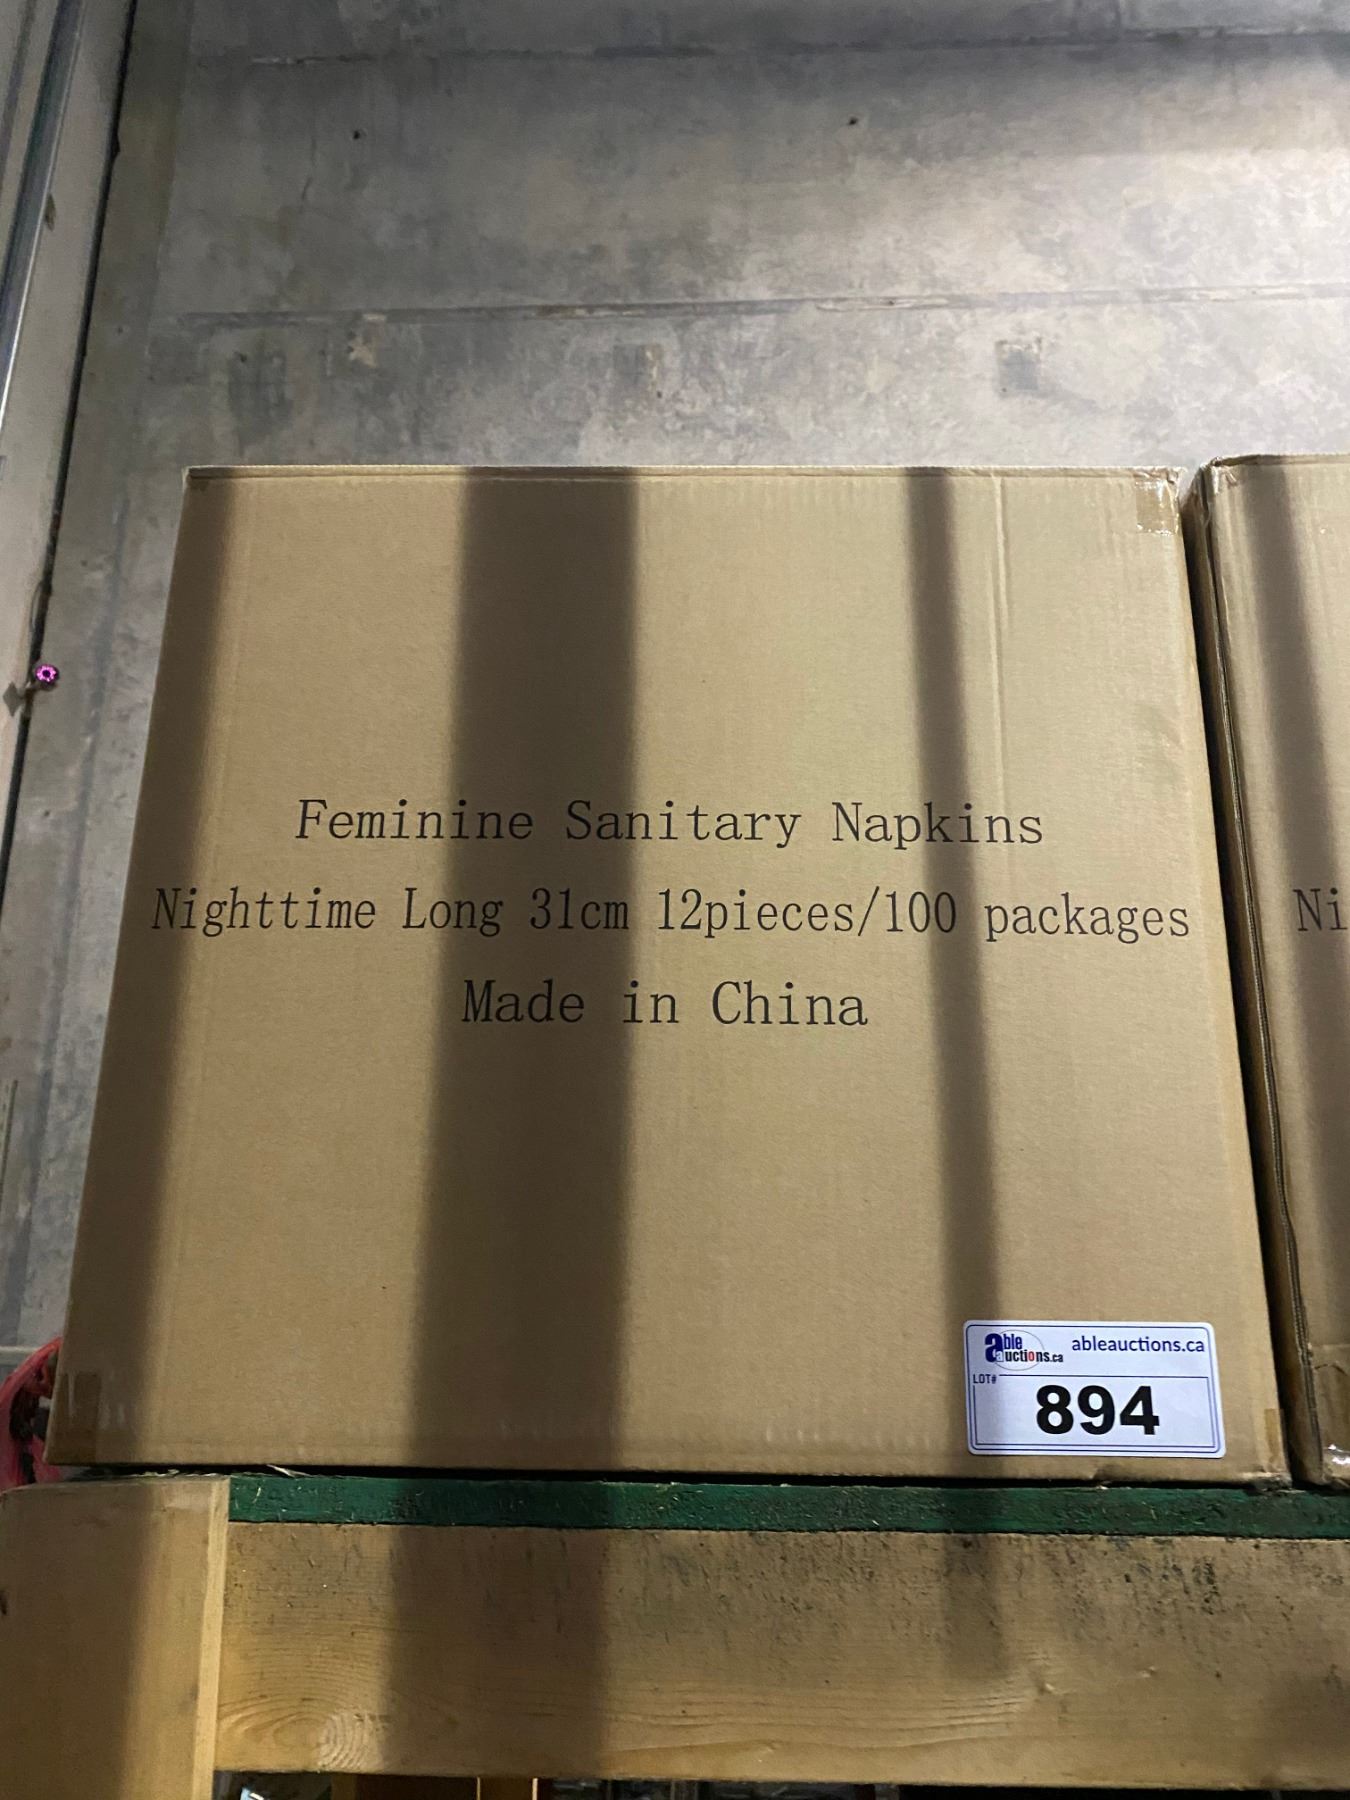 Feminine Sanitary Napkins
Nighttime Long 31cm 12pieces/100 packages
Made in China
Ni
able auctions.ca
ableauctions.ca
LOT#
894